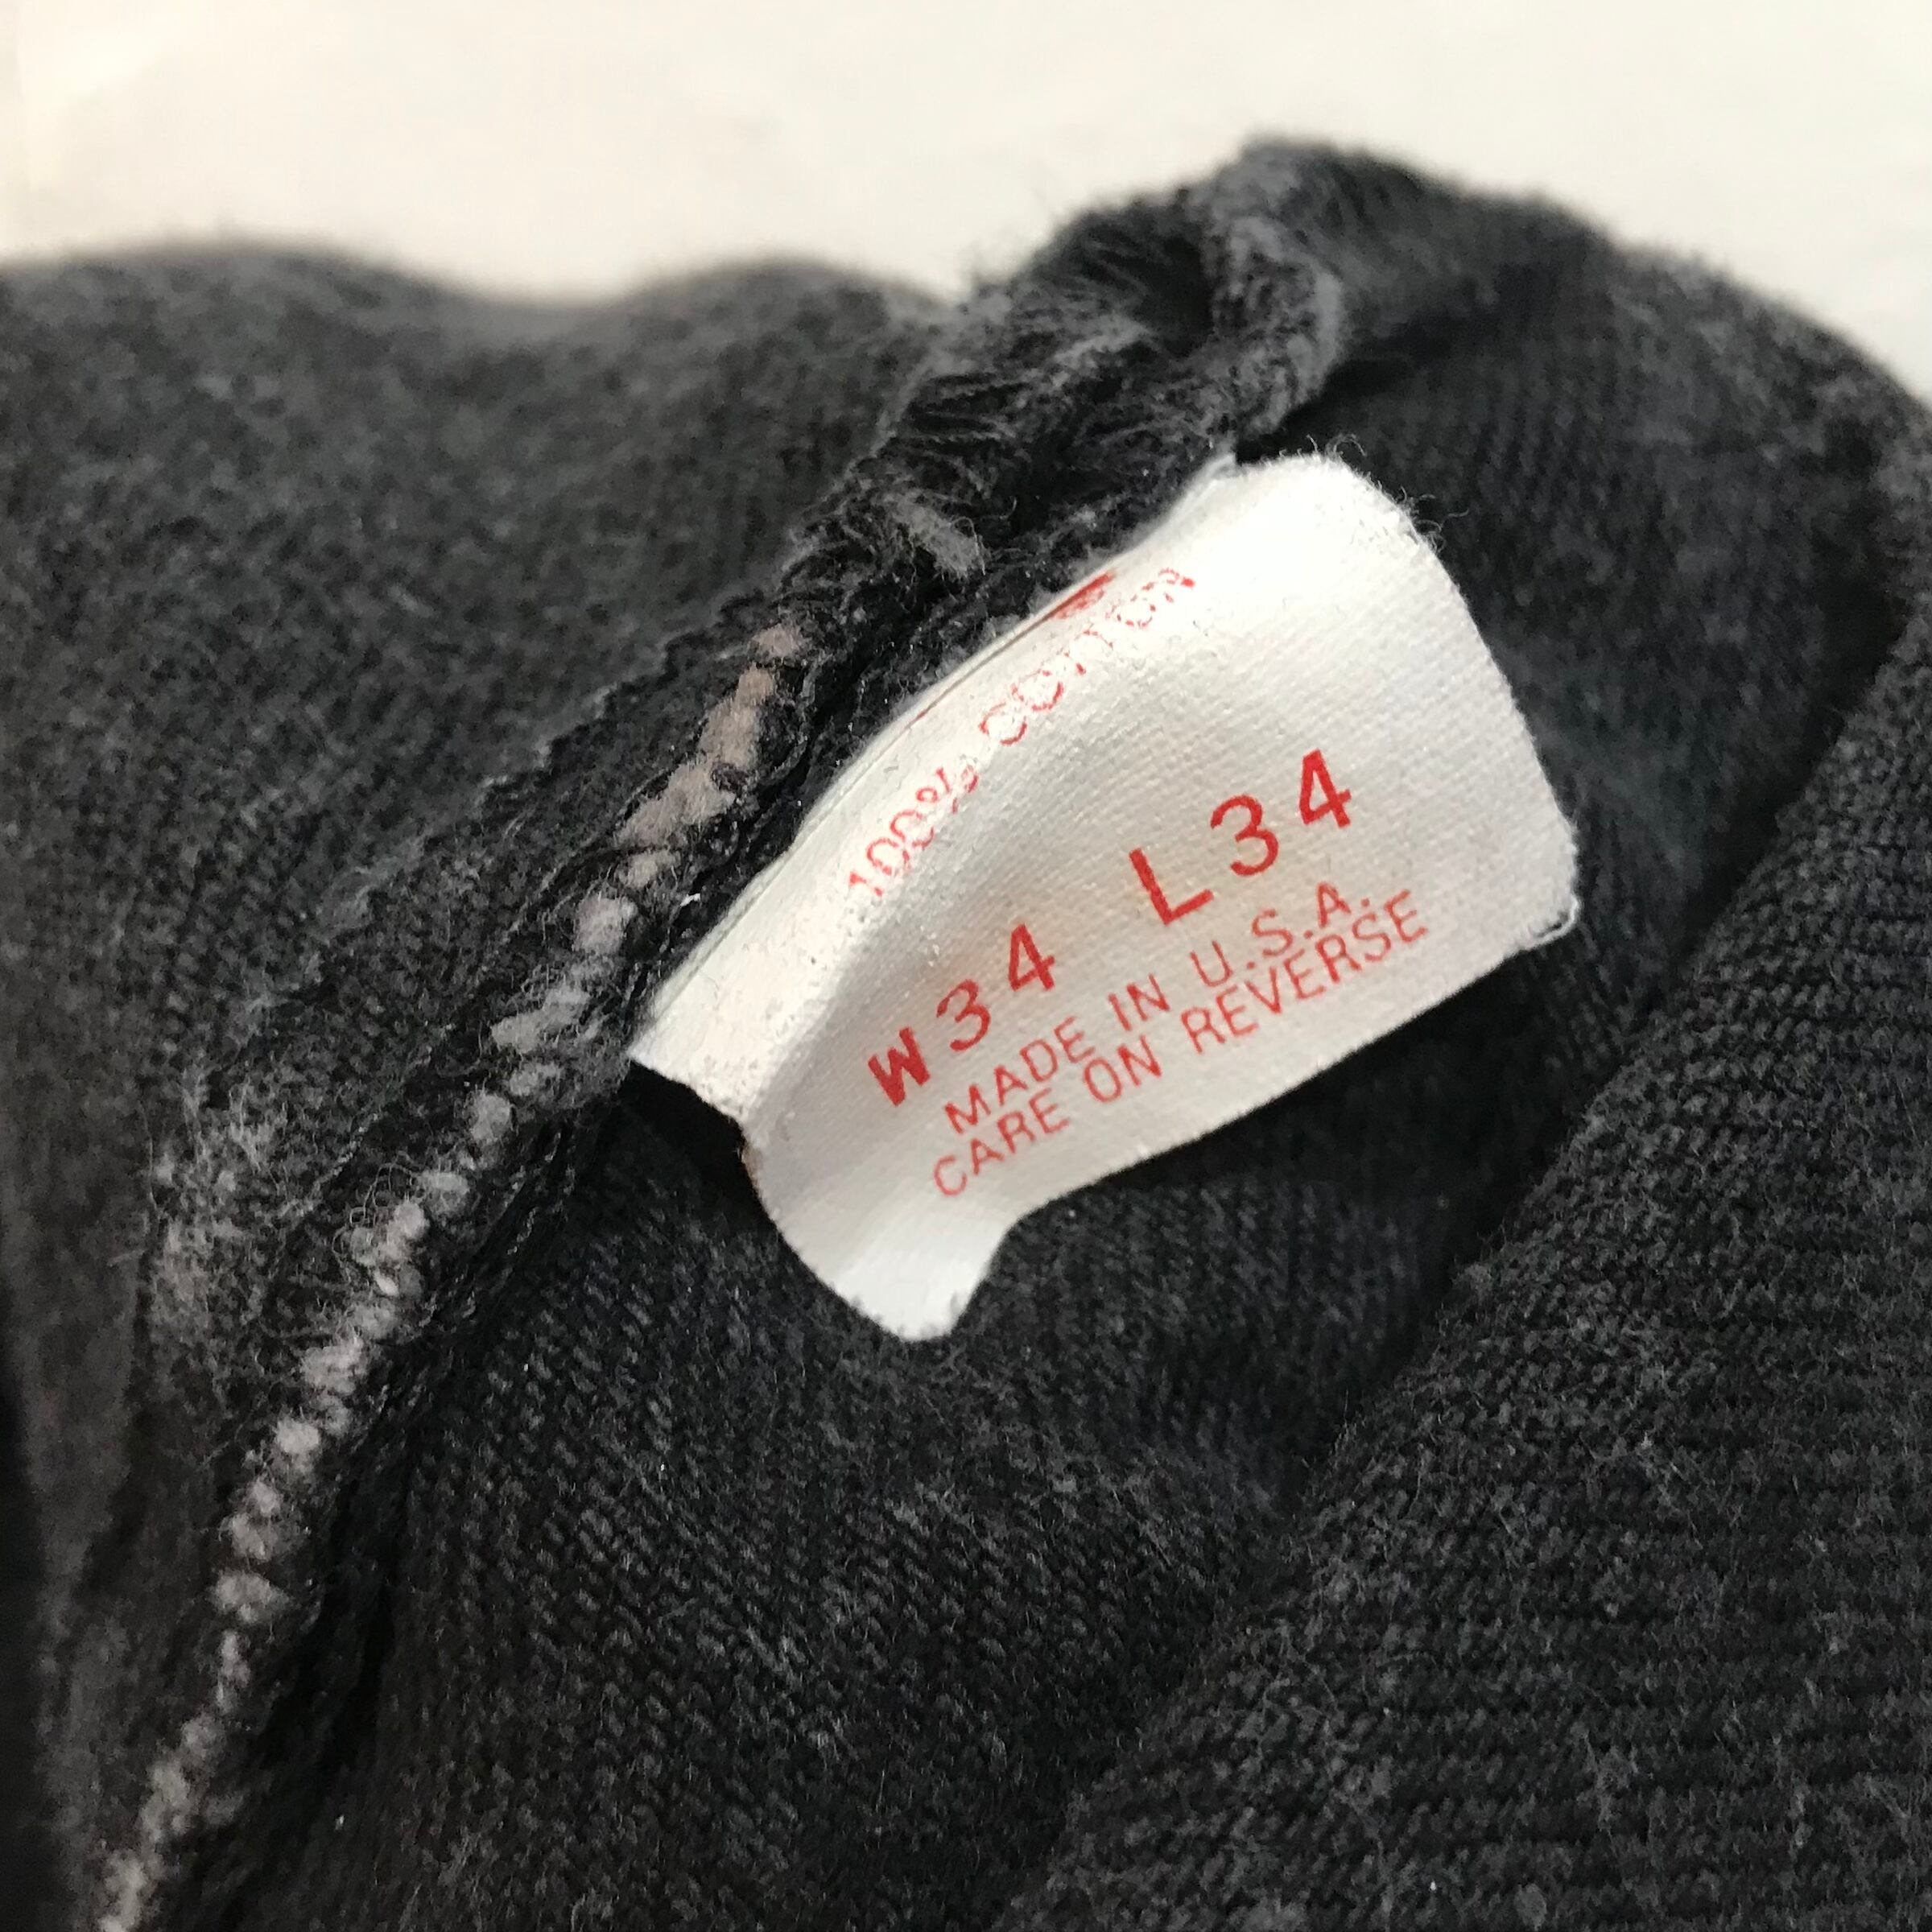 100% COTTON
W34 L34
MADE IN U.S.A.
CARE ON REVERSE